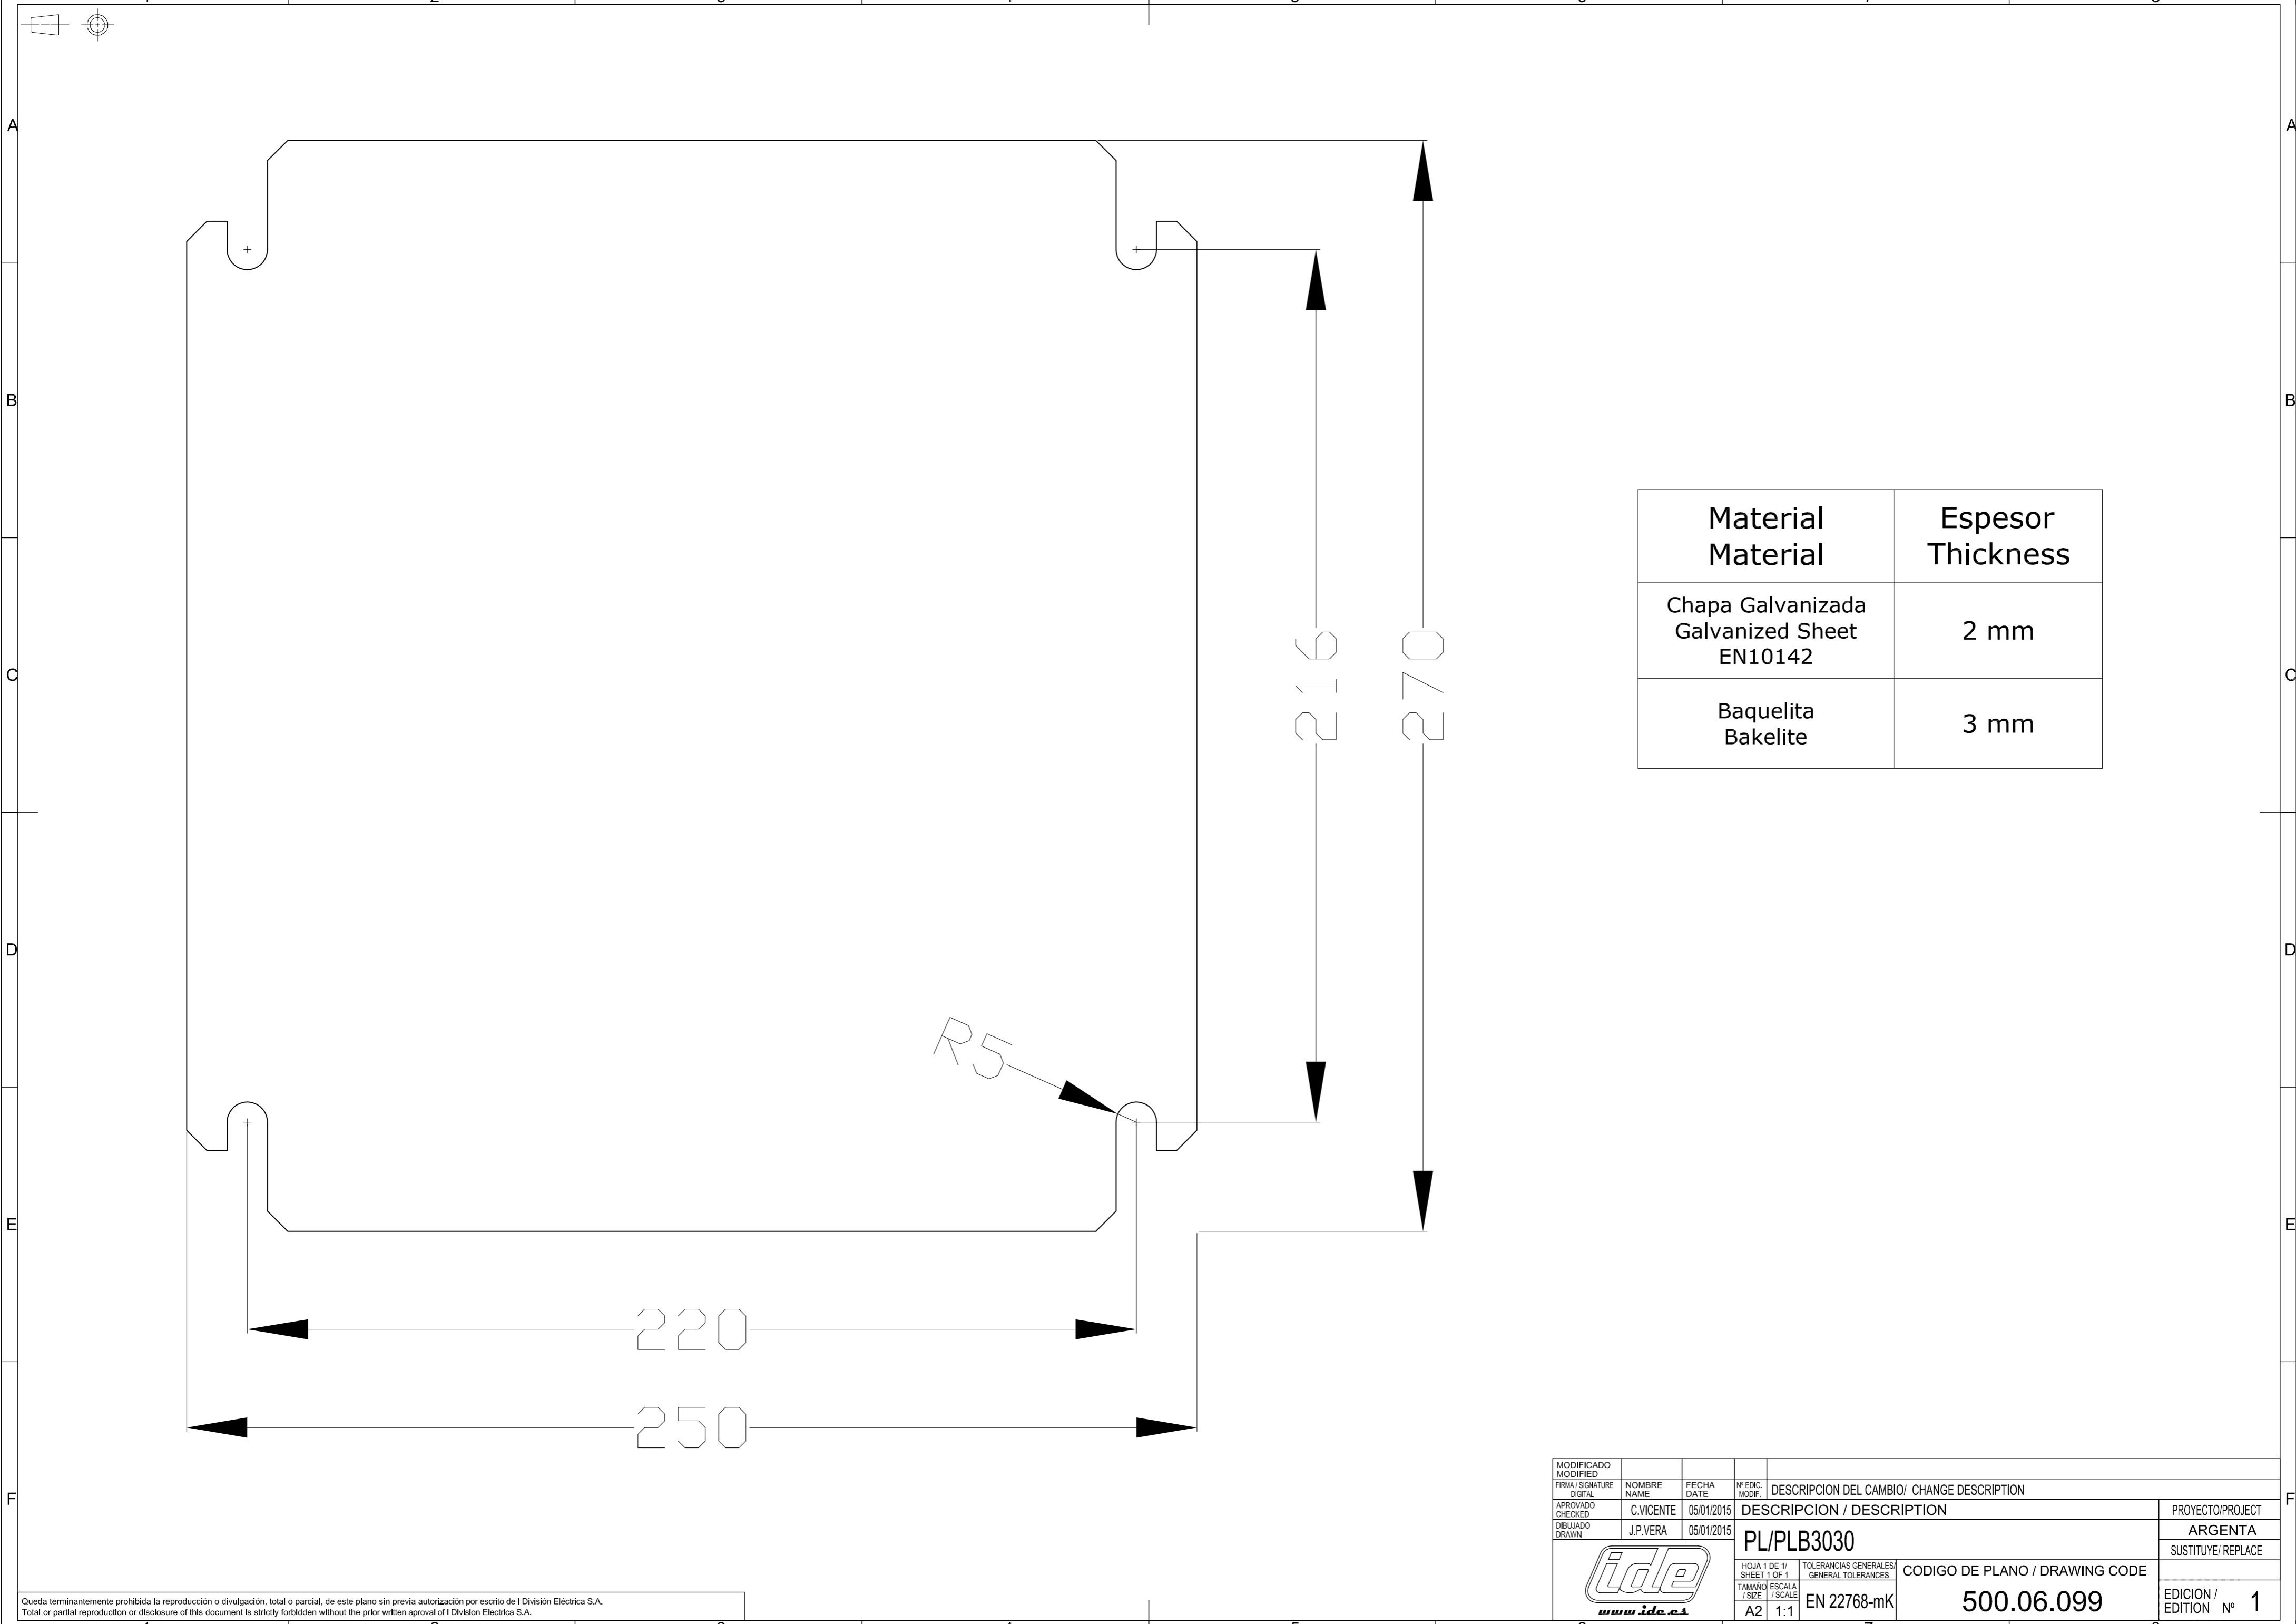 A
A
B
B
C
C
D
D
E
E
F
F
216
270
R5
220
250
Material
Material
Espesor
Thickness
Chapa Galvanizada
Galvanized Sheet
EN10142
2 mm
Baquelita
Bakelite
3 mm
MODIFICADO
MODIFIED
FIRMA / SIGNATURE
DIGITAL
NOMBRE
NAME
FECHA
DATE
Nº EDIC.
MODIF.
DESCRIPCION DEL CAMBIO/ CHANGE DESCRIPTION
APROVADO
CHECKED
C.VICENTE
05/01/2015
DESCRIPCION / DESCRIPTION
PROYECTO/PROJECT
DIBUJADO
DRAWN
J.P.VERA
05/01/2015
PL/PLB3030
ARGENTA
SUSTITUYE/ REPLACE
ide
www.ide.es
HOJA 1 DE 1/
SHEET 1 OF 1
TOLERANCIAS GENERALES/
GENERAL TOLERANCES
CODIGO DE PLANO / DRAWING CODE
TAMAÑO
/ SIZE
ESCALA
/ SCALE
A2
1:1
EN 22768-mK
500.06.099
EDICION /
EDITION Nº 1
Queda terminantemente prohibida la reproducción o divulgación, total o parcial, de este plano sin previa autorización por escrito de I División Eléctrica S.A.
Total or partial reproduction or disclosure of this document is strictly forbidden without the prior written aproval of I Division Electrica S.A.